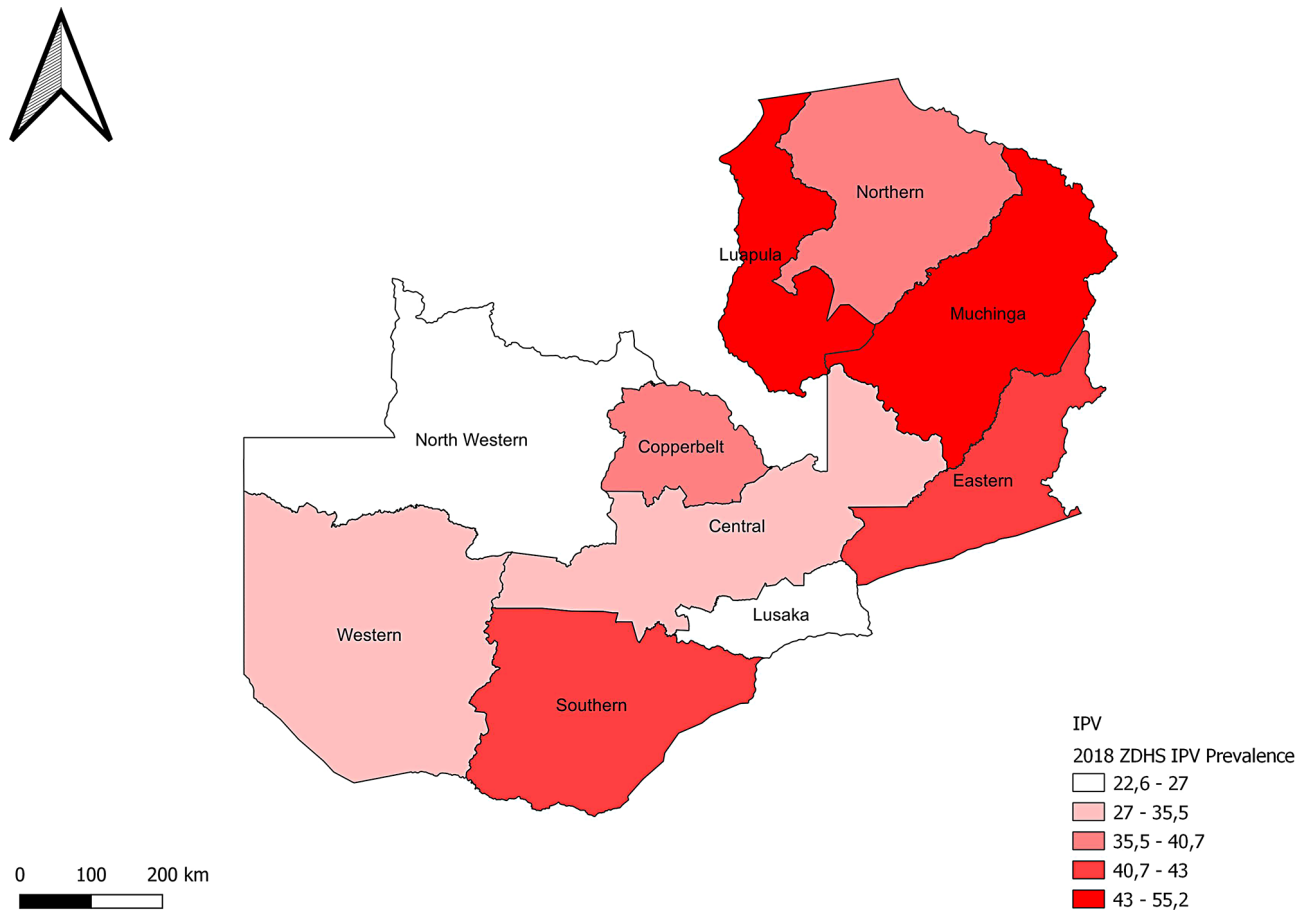 Northern
Luapula
Muchinga
North Western
Copperbelt
Eastern
Central
Lusaka
Western
Southern
IPV
2018 ZDHS IPV Prevalence
22,6 - 27
27 - 35,5
35,5 - 40,7
40,7 - 43
43 - 55,2
0 100 200 km